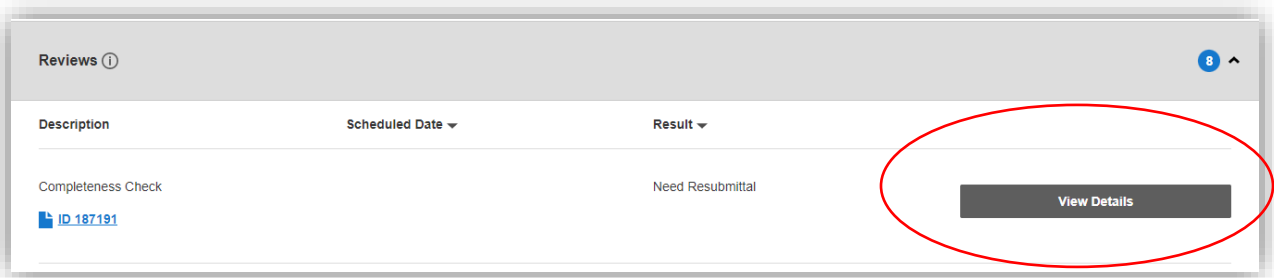 Reviews
8
Description Scheduled Date Result
Completeness Check Need Resubmittal
View Details
ID 187191